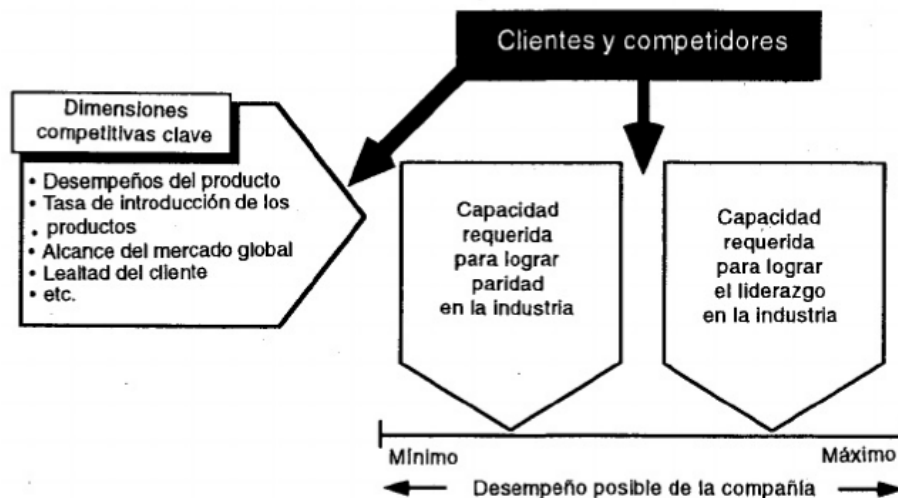 Clientes y competidores
Dimensiones
competitivas clave
• Desempeños del producto
• Tasa de introducción de los
. productos
• Alcance del mercado global
• Lealtad del cliente
• etc.
Capacidad
requerida
para lograr
paridad
en la industria
Capacidad
requerida
para lograr
el liderazgo
en la industria
Mínimo
Máximo
Desempeño posible de la compañía